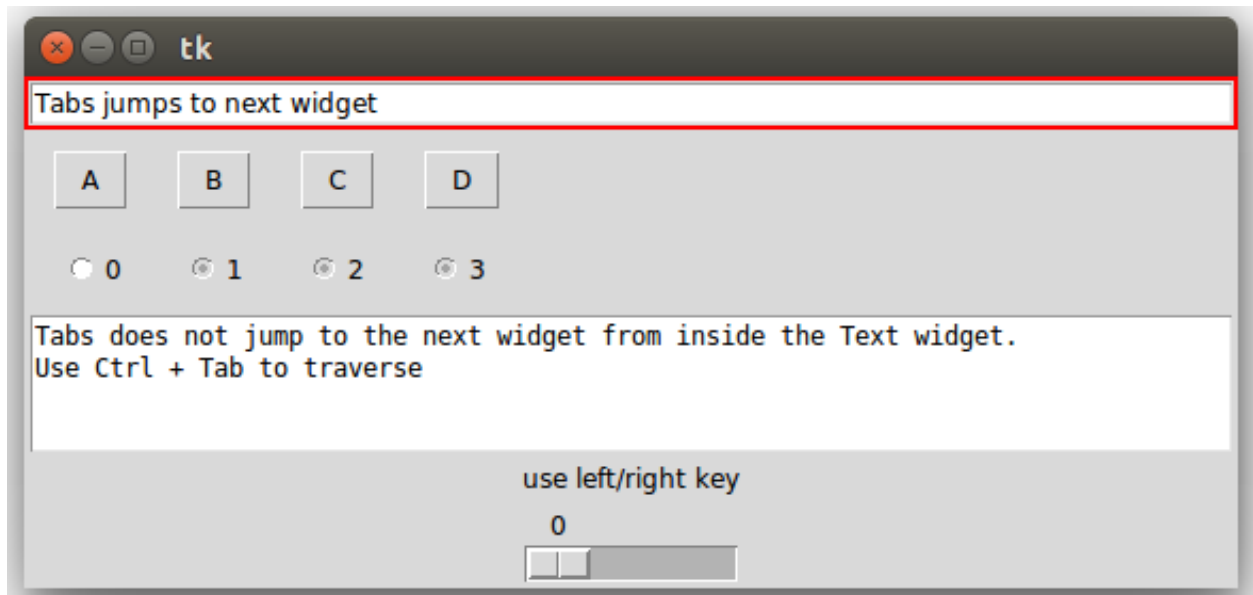 tk
Tabs jumps to next widget
A B C D
0 1 2 3
Tabs does not jump to the next widget from inside the Text widget.
Use Ctrl + Tab to traverse
use left/right key
0